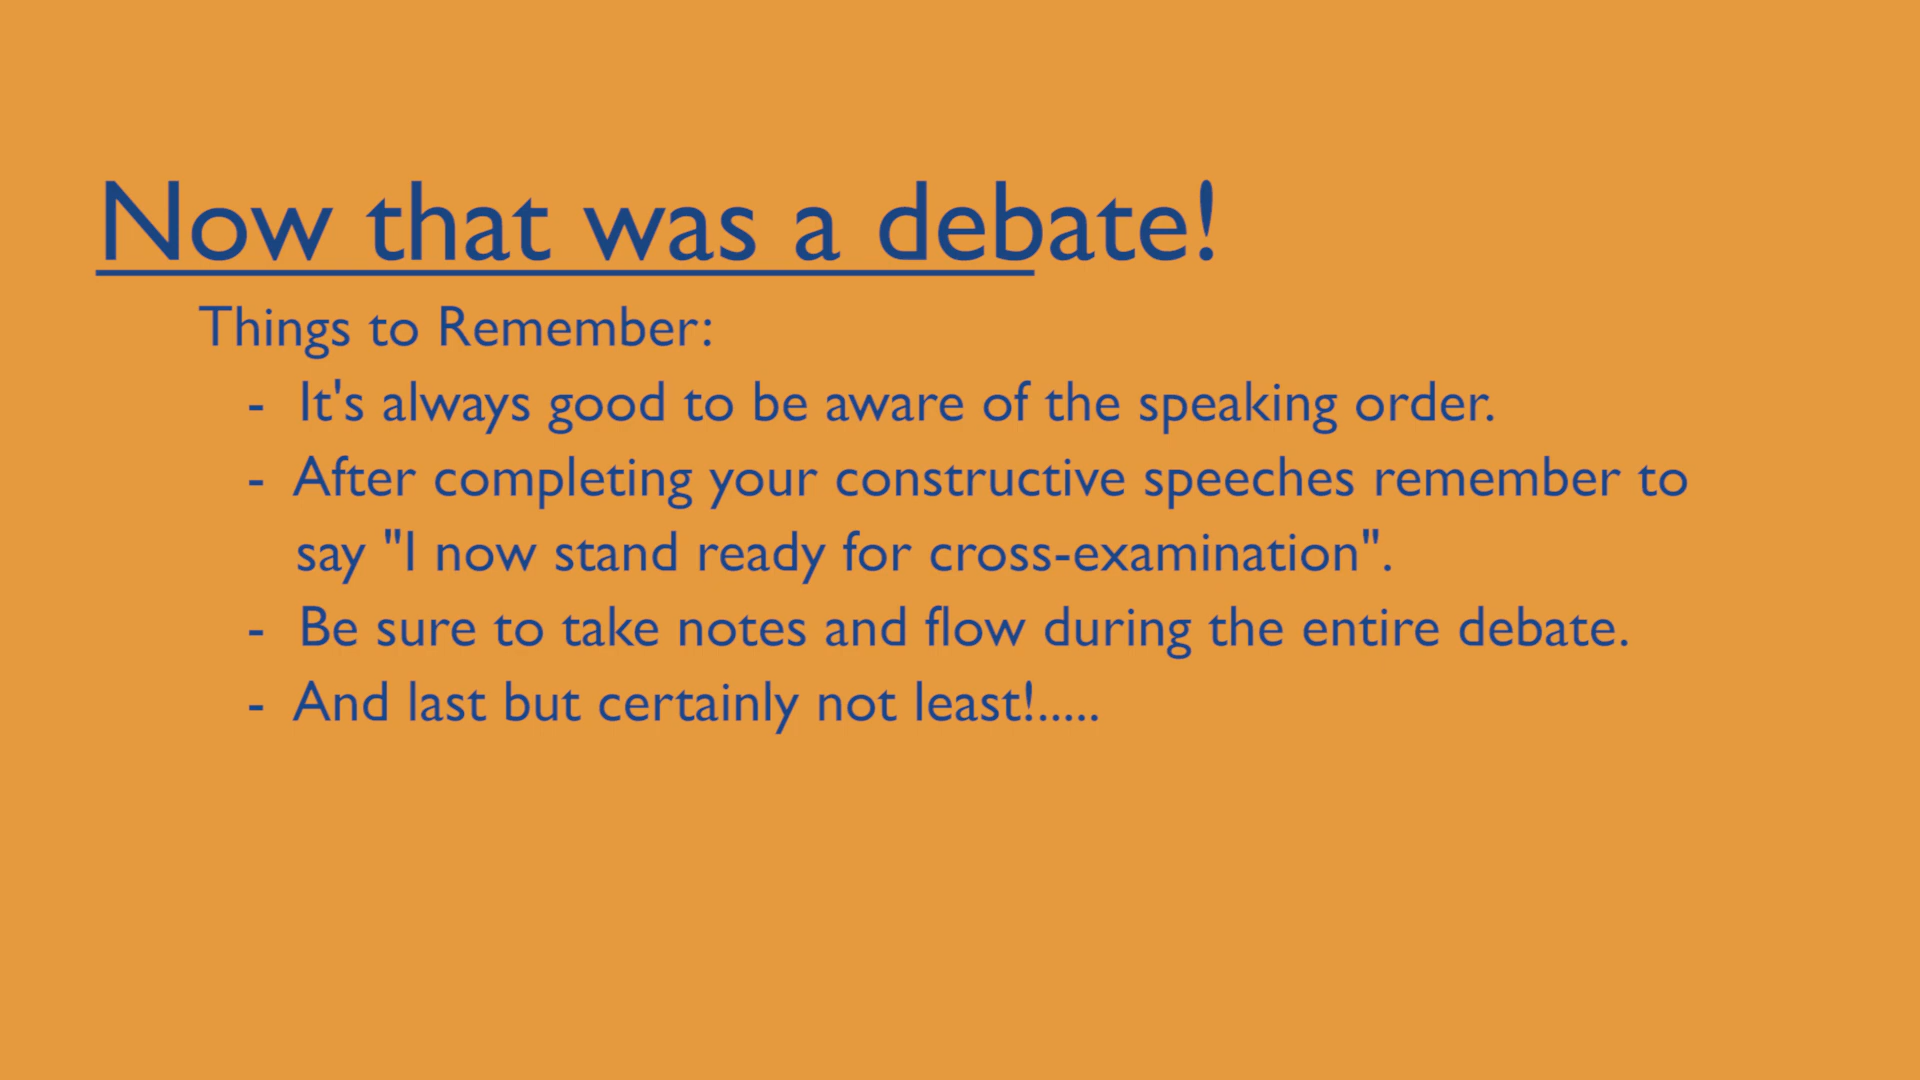 Now that was a debate!
Things to Remember:
- It's always good to be aware of the speaking order.
- After completing your constructive speeches remember to
say "I now stand ready for cross-examination".
- Be sure to take notes and flow during the entire debate.
- And last but certainly not least!.....